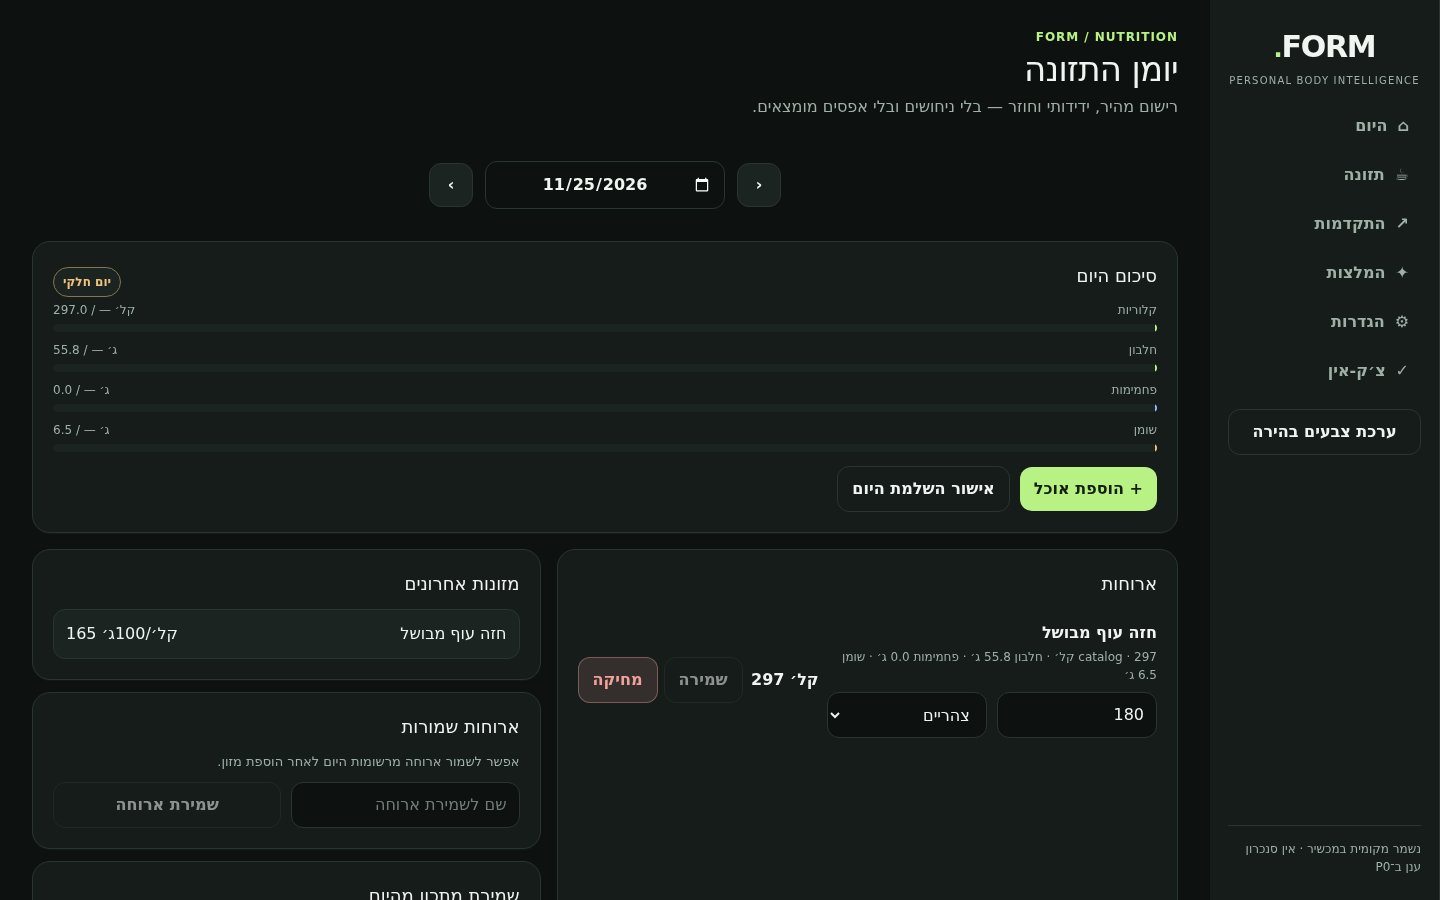 FORM.
PERSONAL BODY INTELLIGENCE
⌂ היום
☕ תזונה
↗ התקדמות
✦ המלצות
⚙ הגדרות
✓ צ׳ק-אין
ערכת צבעים בהירה
נשמר מקומית במכשיר · אין סנכרון
ענן ב־P0
FORM / NUTRITION
יומן התזונה
רישום מהיר, ידידותי וחוזר — בלי ניחושים ובלי אפסים מומצאים.
11/25/2026
סיכום היום
יום חלקי
קלוריות
297.0 / — קל׳
חלבון
55.8 / — ג׳
פחמימות
0.0 / — ג׳
שומן
6.5 / — ג׳
+ הוספת אוכל
אישור השלמת היום
ארוחות
חזה עוף מבושל
catalog · 297 קל׳ · חלבון 55.8 ג׳ · פחמימות 0.0 ג׳ · שומן
6.5 ג׳
180
צהריים
297 קל׳
שמירה
מחיקה
מזונות אחרונים
חזה עוף מבושל
165 קל׳/100ג׳
ארוחות שמורות
אפשר לשמור ארוחה מרשומות היום לאחר הוספת מזון.
שם לשמירת ארוחה
שמירת ארוחה
שמירת מתכון מהיום